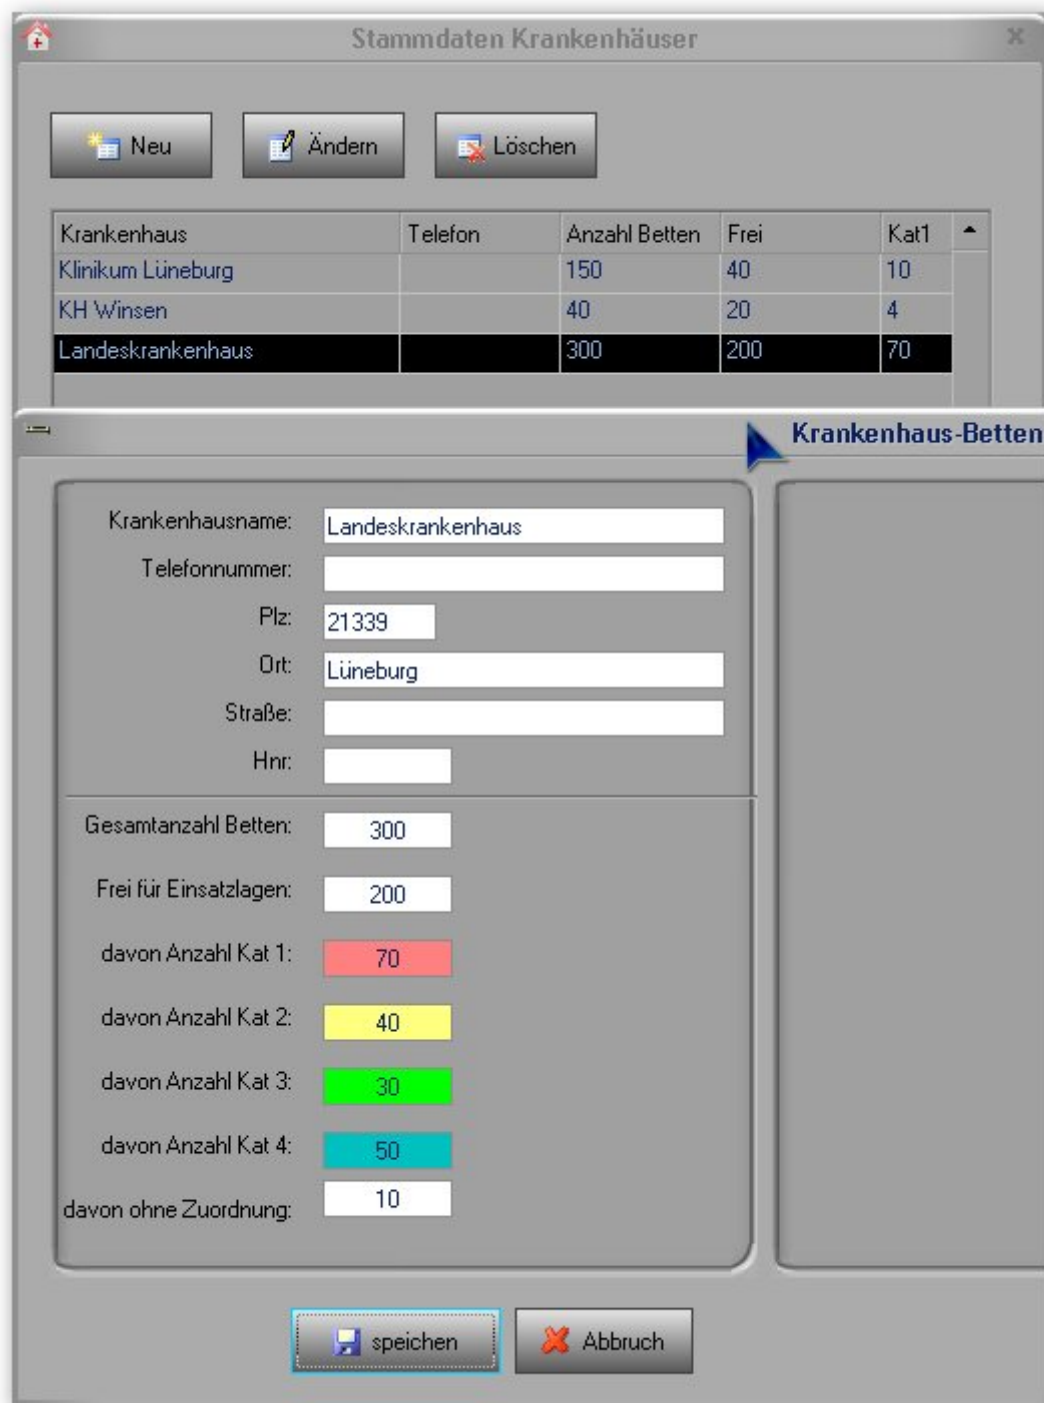 Stammdaten Krankenhäuser
Neu Ändern Löschen
Krankenhaus Telefon Anzahl Betten Frei Kat1
Klinikum Lüneburg 150 40 10
KH Winsen 40 20 4
Landeskrankenhaus 300 200 70
Krankenhaus-Betten
Krankenhausname: Landeskrankenhaus
Telefonnummer:
Plz: 21339
Ort: Lüneburg
Straße:
Hnr:
Gesamtanzahl Betten: 300
Frei für Einsatzlagen: 200
davon Anzahl Kat 1: 70
davon Anzahl Kat 2: 40
davon Anzahl Kat 3: 30
davon Anzahl Kat 4: 50
davon ohne Zuordnung: 10
speichen Abbruch